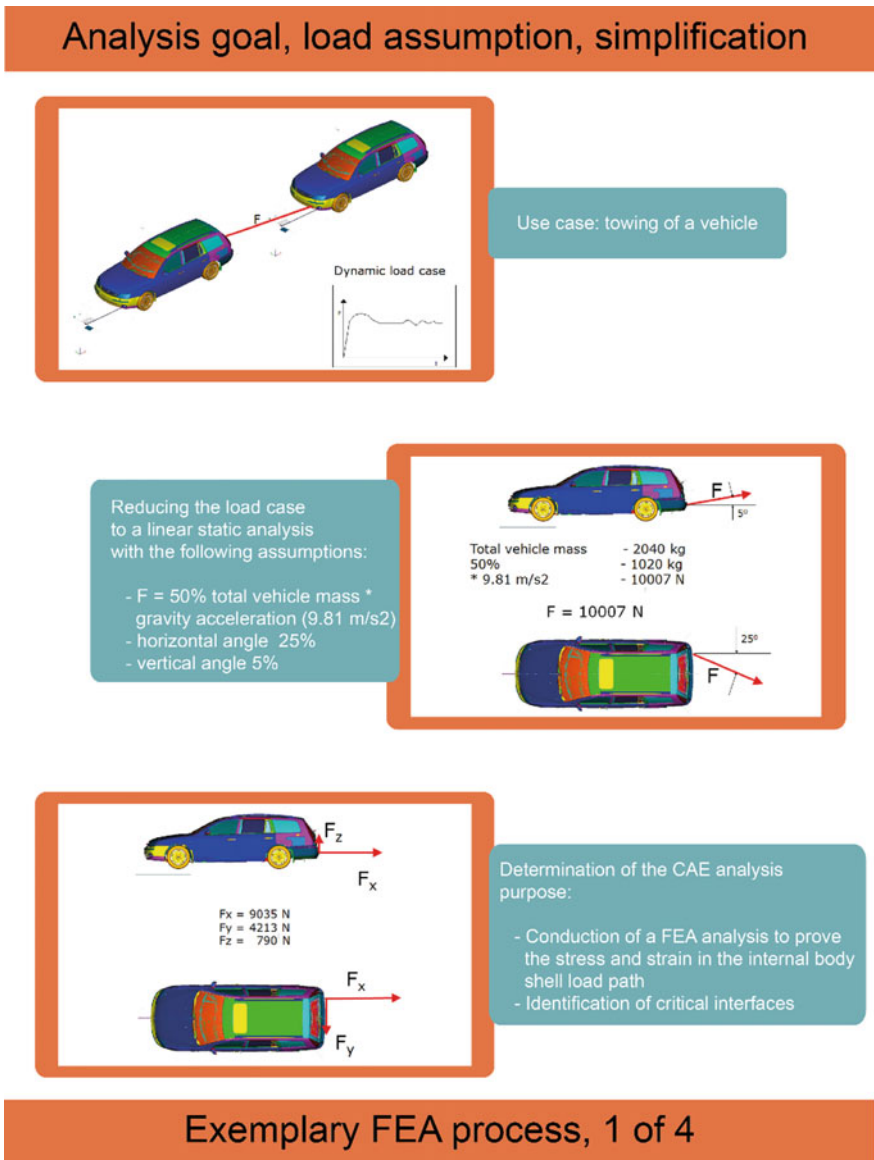 Analysis goal, load assumption, simplification
F
Dynamic load case
Use case: towing of a vehicle
Reducing the load case
to a linear static analysis
with the following assumptions:
- F = 50% total vehicle mass *
gravity acceleration (9.81 m/s2)
- horizontal angle 25%
- vertical angle 5%
F
5º
Total vehicle mass - 2040 kg
50% - 1020 kg
* 9.81 m/s2 - 10007 N
F = 10007 N
25º
F
Fz
Fx
Fx = 9035 N
Fy = 4213 N
Fz = 790 N
Fx
Fy
Determination of the CAE analysis
purpose:
- Conduction of a FEA analysis to prove
the stress and strain in the internal body
shell load path
- Identification of critical interfaces
Exemplary FEA process, 1 of 4